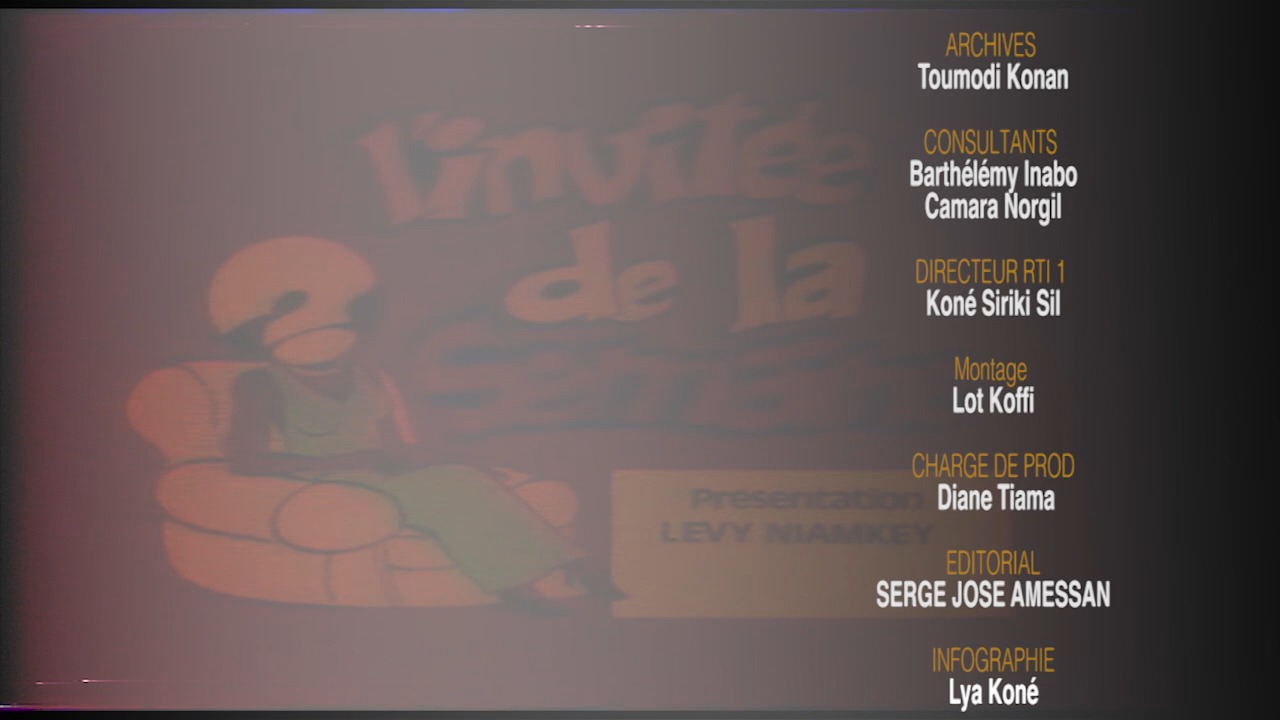 L'invitée
de la
Presentation
LEVY NIAMKEY
ARCHIVES
Toumodi Konan
CONSULTANTS
Barthélémy Inabo
Camara Norgil
DIRECTEUR RTI 1
Koné Siriki Sil
Montage
Lot Koffi
CHARGE DE PROD
Diane Tiama
EDITORIAL
SERGE JOSE AMESSAN
INFOGRAPHIE
Lya Koné